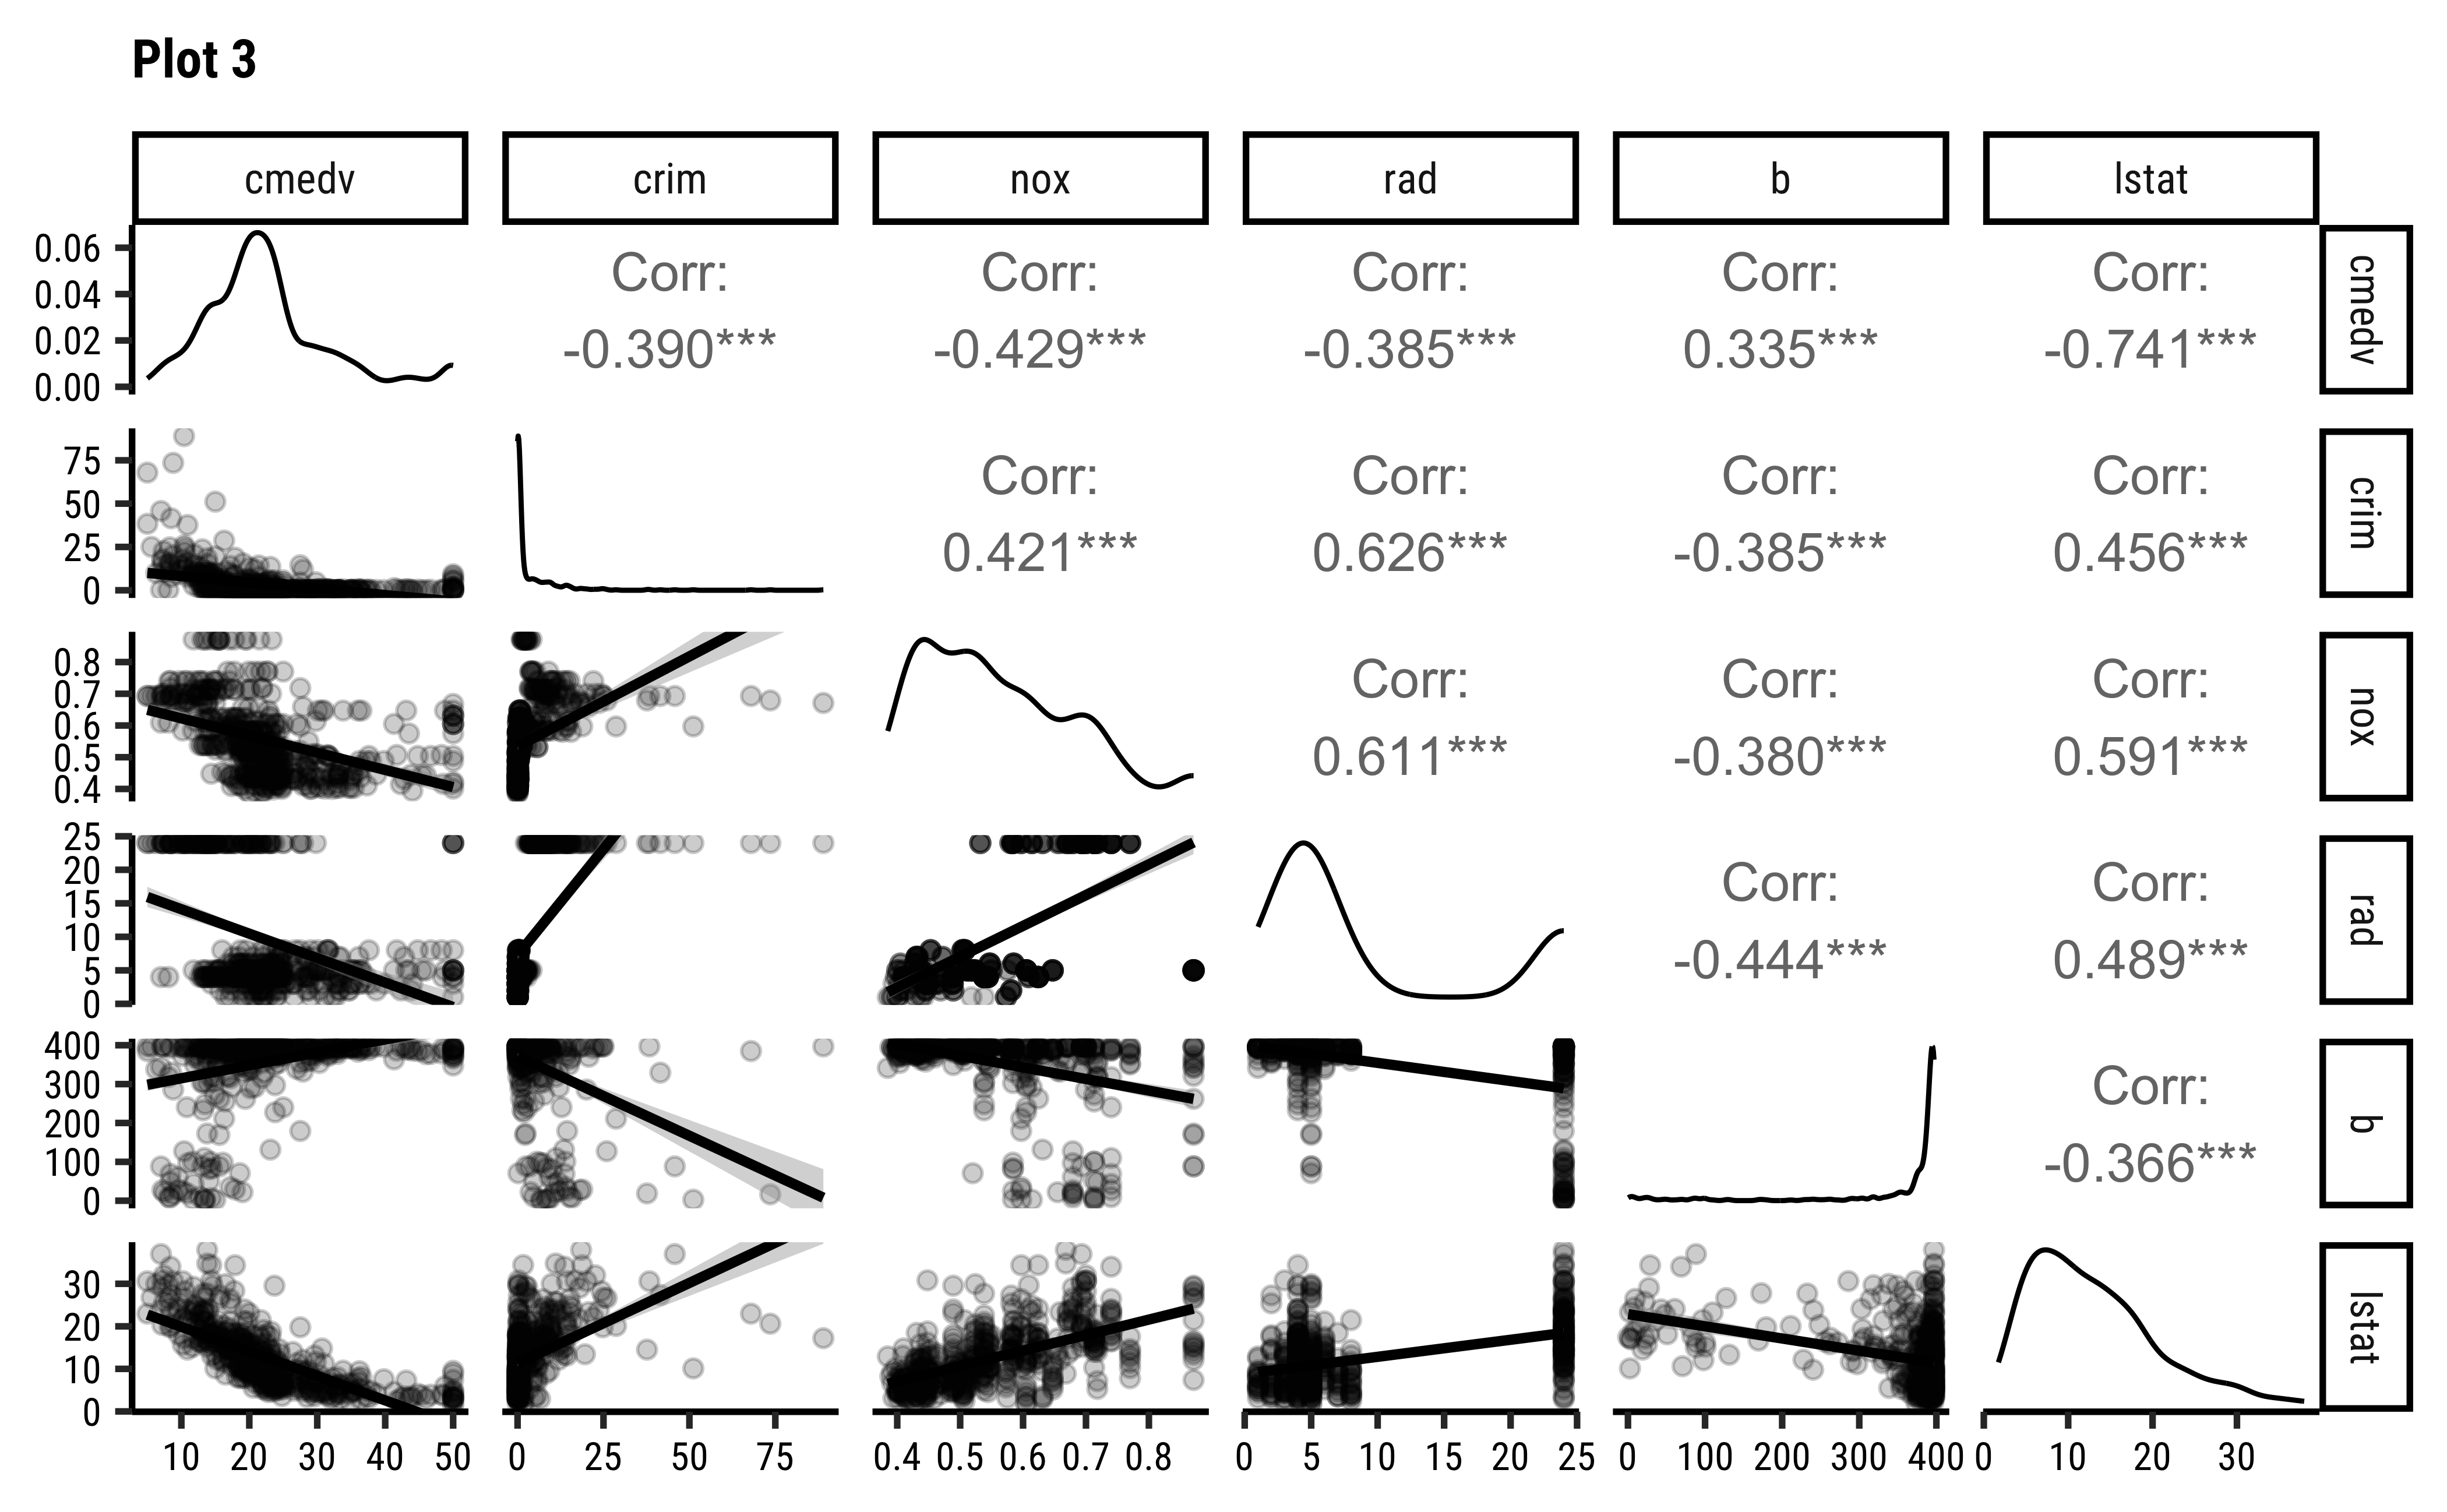 Plot 3
cmedv crim nox rad b lstat
0.06
0.04
0.02
0.00
Corr: Corr: Corr: Corr: Corr:
-0.390*** -0.429*** -0.385*** 0.335*** -0.741***
cmedv
75
50
25
0
Corr: Corr: Corr: Corr:
0.421*** 0.626*** -0.385*** 0.456***
crim
0.8
0.7
0.6
0.5
0.4
Corr: Corr: Corr:
0.611*** -0.380*** 0.591***
nox
25
20
15
10
5
0
Corr: Corr:
-0.444*** 0.489***
rad
400
300
200
100
0
Corr:
-0.366***
b
30
20
10
0
lstat
10 20 30 40 50 0 25 50 75 0.4 0.5 0.6 0.7 0.8 0 5 10 15 20 25 0 100 200 300 400 0 10 20 30